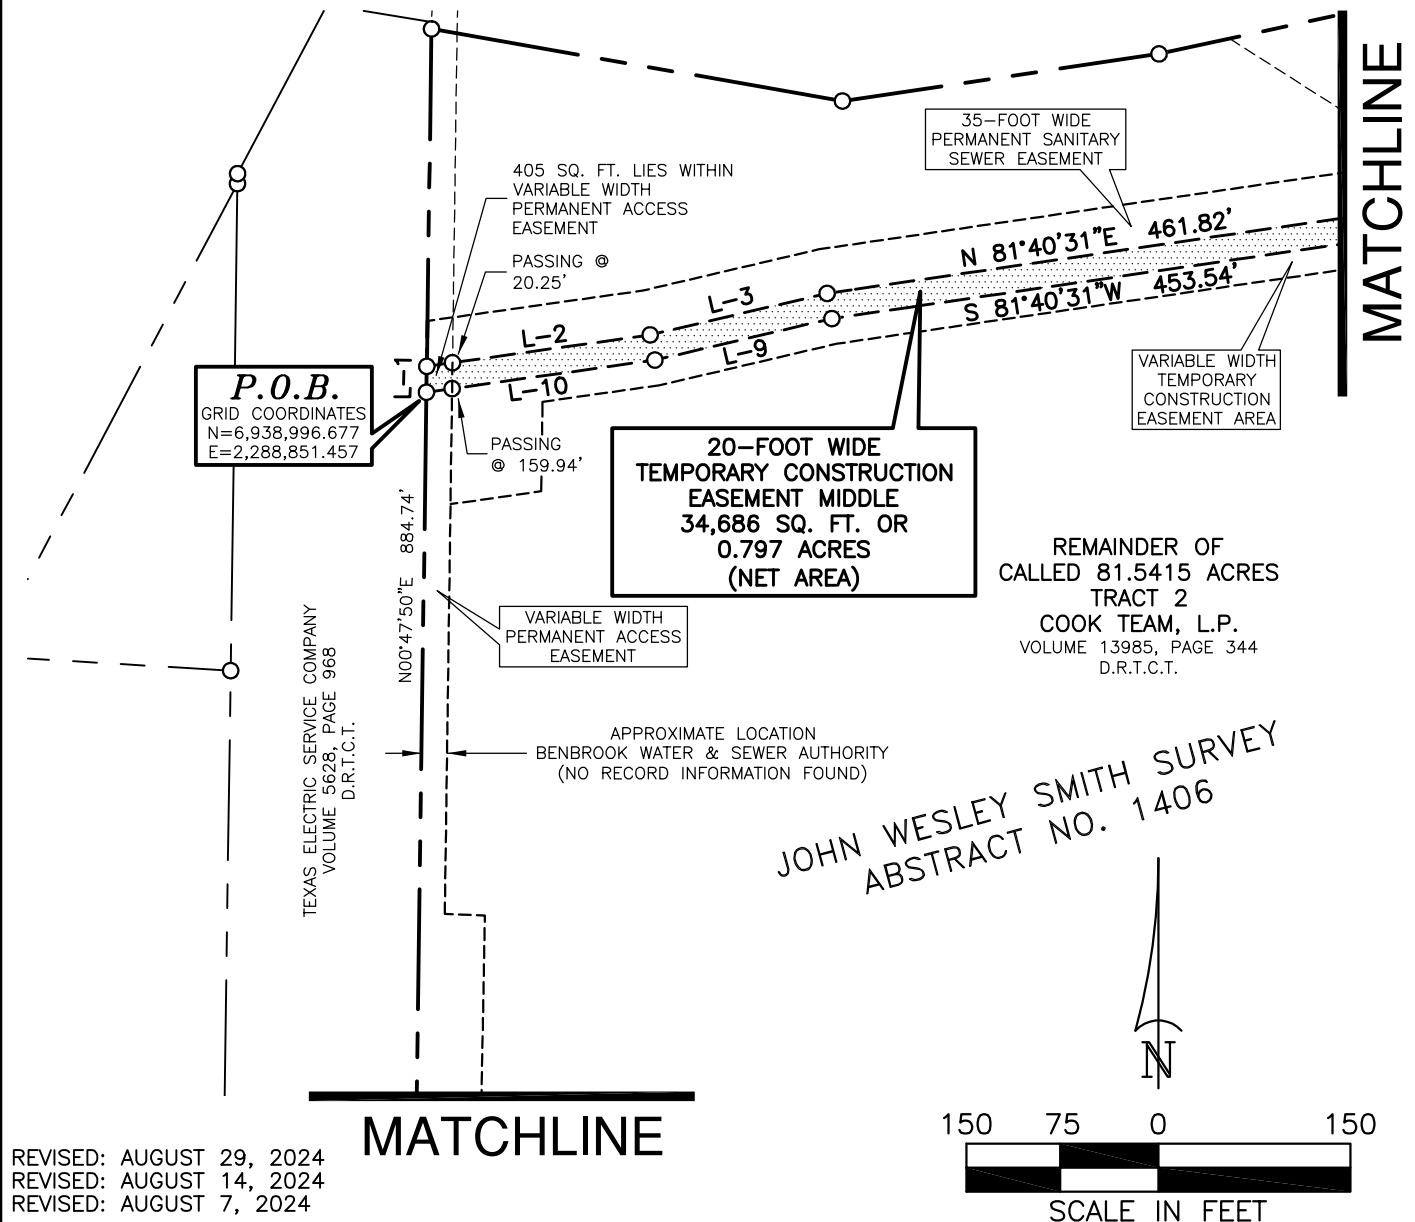 MATCHLINE
35-FOOT WIDE
PERMANENT SANITARY
SEWER EASEMENT
405 SQ. FT. LIES WITHIN
VARIABLE WIDTH
PERMANENT ACCESS
EASEMENT
PASSING @
20.25'
N 81°40'31"E 461.82'
S 81°40'31"W 453.54'
L-3
L-2
L-9
L-10
L-1
P.O.B.
GRID COORDINATES
N=6,938,996.677
E=2,288,851.457
VARIABLE WIDTH
TEMPORARY
CONSTRUCTION
EASEMENT AREA
PASSING
@ 159.94'
20-FOOT WIDE
TEMPORARY CONSTRUCTION
EASEMENT MIDDLE
34,686 SQ. FT. OR
0.797 ACRES
(NET AREA)
N00°47'50"E 884.74'
REMAINDER OF
CALLED 81.5415 ACRES
TRACT 2
COOK TEAM, L.P.
VOLUME 13985, PAGE 344
D.R.T.C.T.
VARIABLE WIDTH
PERMANENT ACCESS
EASEMENT
TEXAS ELECTRIC SERVICE COMPANY
VOLUME 5628, PAGE 968
D.R.T.C.T.
APPROXIMATE LOCATION
BENBROOK WATER & SEWER AUTHORITY
(NO RECORD INFORMATION FOUND)
JOHN WESLEY SMITH SURVEY
ABSTRACT NO. 1406
N
MATCHLINE
150 75 0 150
SCALE IN FEET
REVISED: AUGUST 29, 2024
REVISED: AUGUST 14, 2024
REVISED: AUGUST 7, 2024